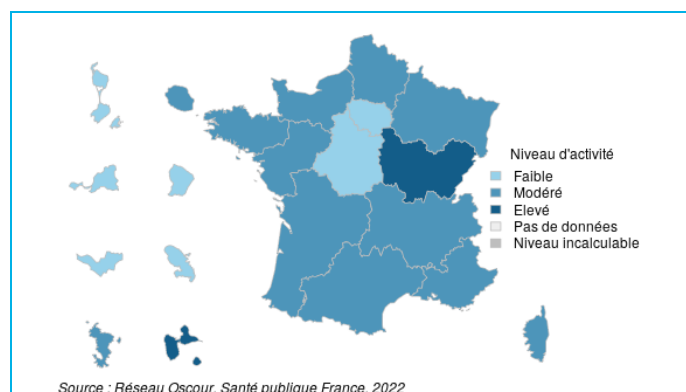 Niveau d'activité
Faible
Modéré
Elevé
Pas de données
Niveau incalculable
Source : Réseau Oscour, Santé publique France, 2022